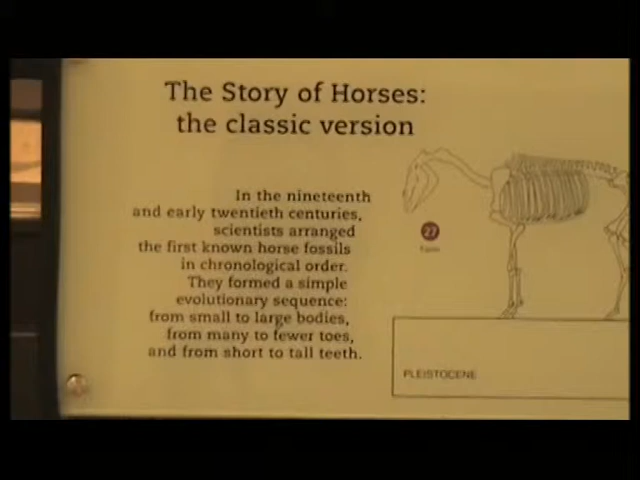 The Story of Horses:
the classic version
In the nineteenth
and early twentieth centuries,
scientists arranged
the first known horse fossils
in chronological order.
They formed a simple
evolutionary sequence:
from small to large bodies,
from many to fewer toes,
and from short to tall teeth.
27
PLEISTOCENE